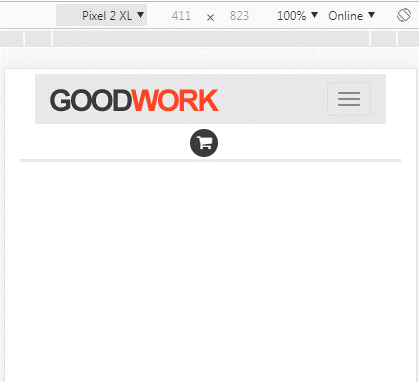 Pixel 2 XL ▼ 411 × 823 100% ▼ Online ▼
GOODWORK